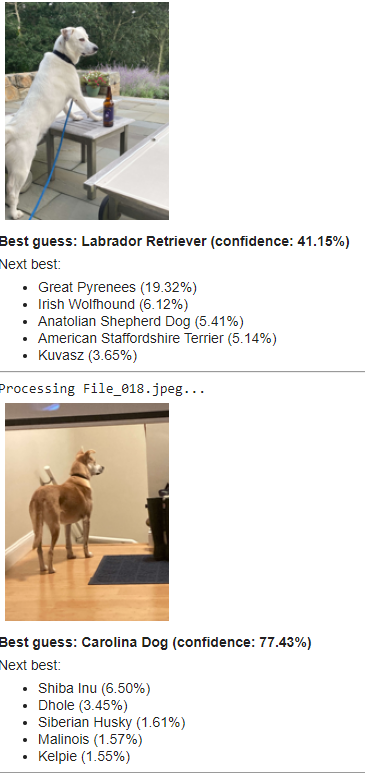 Best guess: Labrador Retriever (confidence: 41.15%)
Next best:
Great Pyrenees (19.32%)
Irish Wolfhound (6.12%)
Anatolian Shepherd Dog (5.41%)
American Staffordshire Terrier (5.14%)
Kuvasz (3.65%)
Processing File_018.jpeg...
Best guess: Carolina Dog (confidence: 77.43%)
Next best:
Shiba Inu (6.50%)
Dhole (3.45%)
Siberian Husky (1.61%)
Malinois (1.57%)
Kelpie (1.55%)